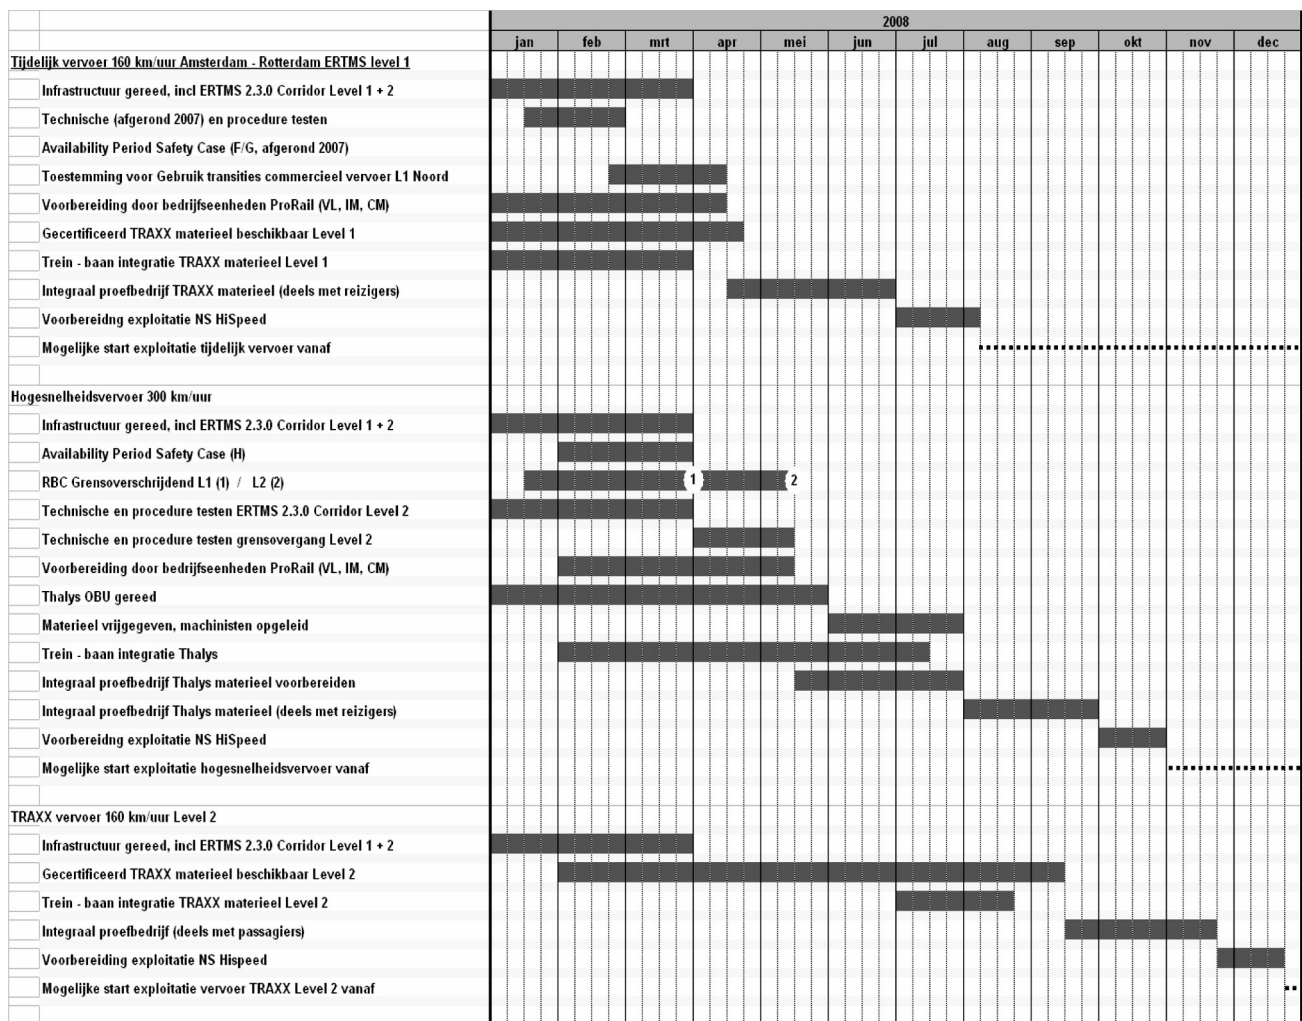 2008
jan feb mrt apr mei jun jul aug sep okt nov dec
Tijdelijk vervoer 160 km/uur Amsterdam - Rotterdam ERTMS level 1
Infrastructuur gereed, incl ERTMS 2.3.0 Corridor Level 1 + 2
Technische (afgerond 2007) en procedure testen
Availability Period Safety Case (F/G, afgerond 2007)
Toestemming voor Gebruik transities commercieel vervoer L1 Noord
Voorbereiding door bedrijfseenheden ProRail (VL, IM, CM)
Gecertificeerd TRAXX materieel beschikbaar Level 1
Trein - baan integratie TRAXX materieel Level 1
Integraal proefbedrijf TRAXX materieel (deels met reizigers)
Voorbereidng exploitatie NS HiSpeed
Mogelijke start exploitatie tijdelijk vervoer vanaf
Hogesnelheidsvervoer 300 km/uur
Infrastructuur gereed, incl ERTMS 2.3.0 Corridor Level 1 + 2
Availability Period Safety Case (H)
RBC Grensoverschrijdend L1 (1) / L2 (2) 1 2
Technische en procedure testen ERTMS 2.3.0 Corridor Level 2
Technische en procedure testen grensovergang Level 2
Voorbereiding door bedrijfseenheden ProRail (VL, IM, CM)
Thalys OBU gereed
Materieel vrijgegeven, machinisten opgeleid
Trein - baan integratie Thalys
Integraal proefbedrijf Thalys materieel voorbereiden
Integraal proefbedrijf Thalys materieel (deels met reizigers)
Voorbereidng exploitatie NS HiSpeed
Mogelijke start exploitatie hogesnelheidsvervoer vanaf
TRAXX vervoer 160 km/uur Level 2
Infrastructuur gereed, incl ERTMS 2.3.0 Corridor Level 1 + 2
Gecertificeerd TRAXX materieel beschikbaar Level 2
Trein - baan integratie TRAXX materieel Level 2
Integraal proefbedrijf (deels met passagiers)
Voorbereiding exploitatie NS Hispeed
Mogelijke start exploitatie vervoer TRAXX Level 2 vanaf